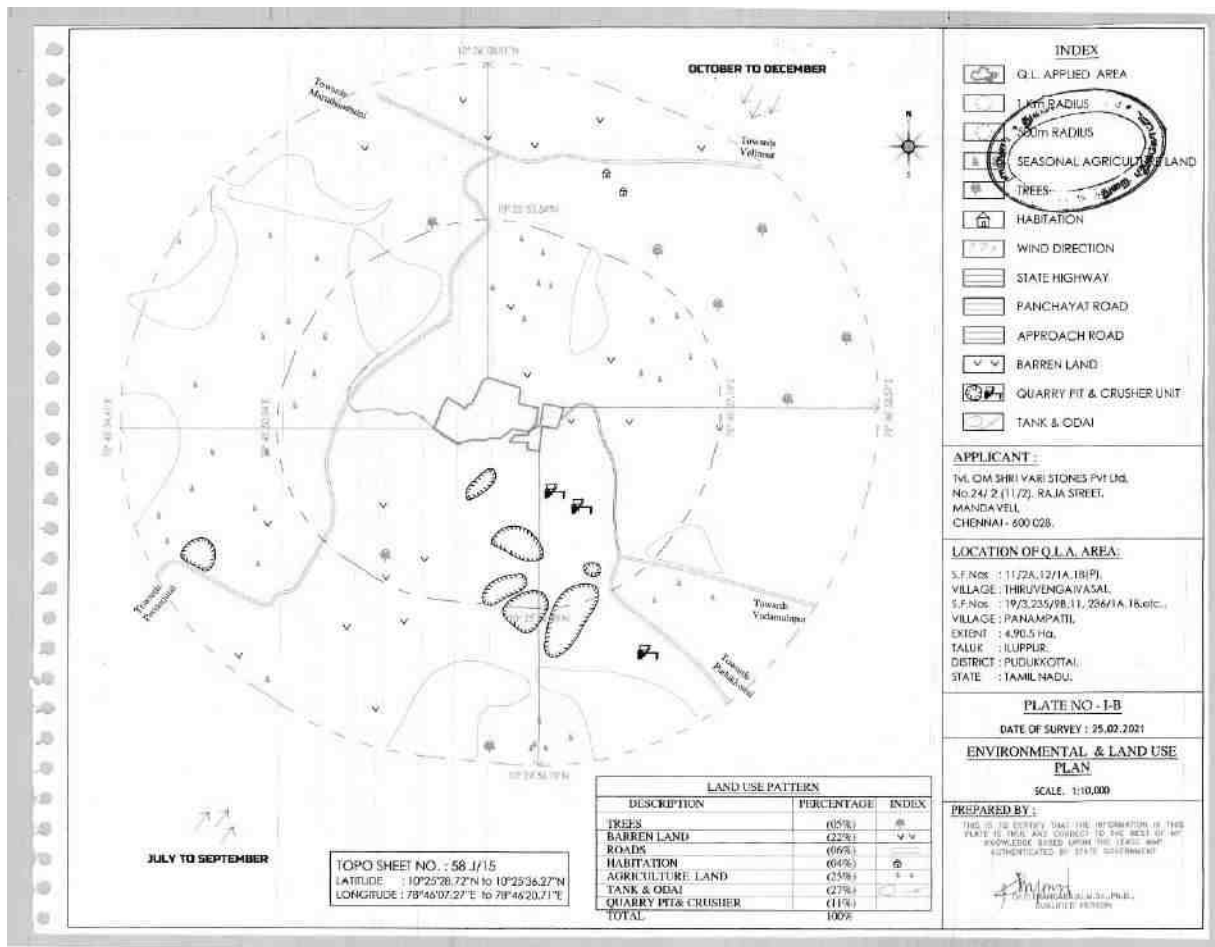 OCTOBER TO DECEMBER
Towards
Towards
Towards
Towards
Towards
JULY TO SEPTEMBER
TOPO SHEET NO. : 58 J/15
LATITUDE : 10°25'28.72"N to 10°25'36.27"N
LONGITUDE : 78°46'07.27"E to 78°46'20.71"E
LAND USE PATTERN
DESCRIPTION PERCENTAGE INDEX
TREES (05%)
BARREN LAND (22%)
ROADS (06%)
HABITATION (04%)
AGRICULTURE LAND (25%)
TANK & ODAI (27%)
QUARRY PIT& CRUSHER (11%)
TOTAL 100%
INDEX
Q.L. APPLIED AREA
1 Km RADIUS
500m RADIUS
SEASONAL AGRICULTURE LAND
TREES
HABITATION
WIND DIRECTION
STATE HIGHWAY
PANCHAYAT ROAD
APPROACH ROAD
BARREN LAND
QUARRY PIT & CRUSHER UNIT
TANK & ODAI
APPLICANT :
Tvl. OM SHRI VARI STONES Pvt Ltd,
No.24/ 2 (11/2), RAJA STREET,
MANDAVELI,
CHENNAI - 600 028.
LOCATION OF Q.L.A. AREA:
S.F.Nos : 11/2A,12/1A,1B(P),
VILLAGE : THIRUVENGAIVASAL,
S.F.Nos : 19/3,235/9B,11, 236/1A,1B,etc.,
VILLAGE : PANAMPATTI,
EXTENT : 4.90.5 Ha,
TALUK : ILUPPUR,
DISTRICT : PUDUKKOTTAI,
STATE : TAMIL NADU.
PLATE NO - I-B
DATE OF SURVEY : 25.02.2021
ENVIRONMENTAL & LAND USE
PLAN
SCALE. 1:10,000
PREPARED BY :
THIS IS TO CERTIFY THAT THE INFORMATION IN THIS
PLATE IS TRUE AND CORRECT TO THE BEST OF MY
KNOWLEDGE BASED UPON THE LEASE MAP
AUTHENTICATED BY STATE GOVERNMENT
QUALIFIED PERSON